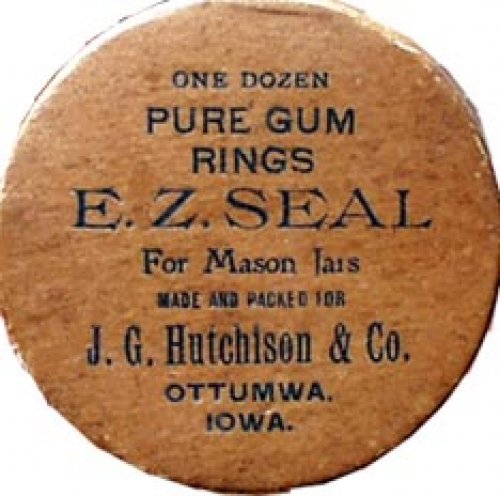 ONE DOZEN
PURE GUM
RINGS
E. Z. SEAL
For Mason Jars
MADE AND PACKED FOR
J. G. Hutchison & Co.
OTTUMWA.
IOWA.